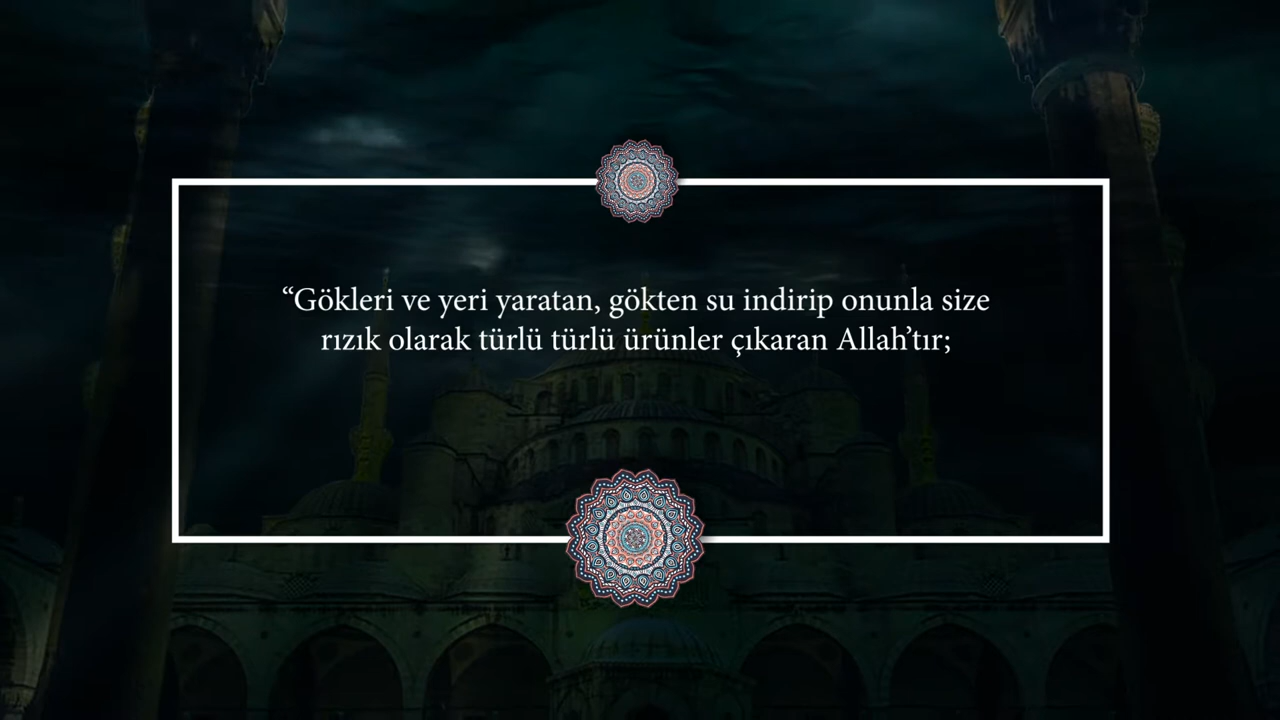 “Gökleri ve yeri yaratan, gökten su indirip onunla size
rızık olarak türlü türlü ürünler çıkaran Allah’tır;